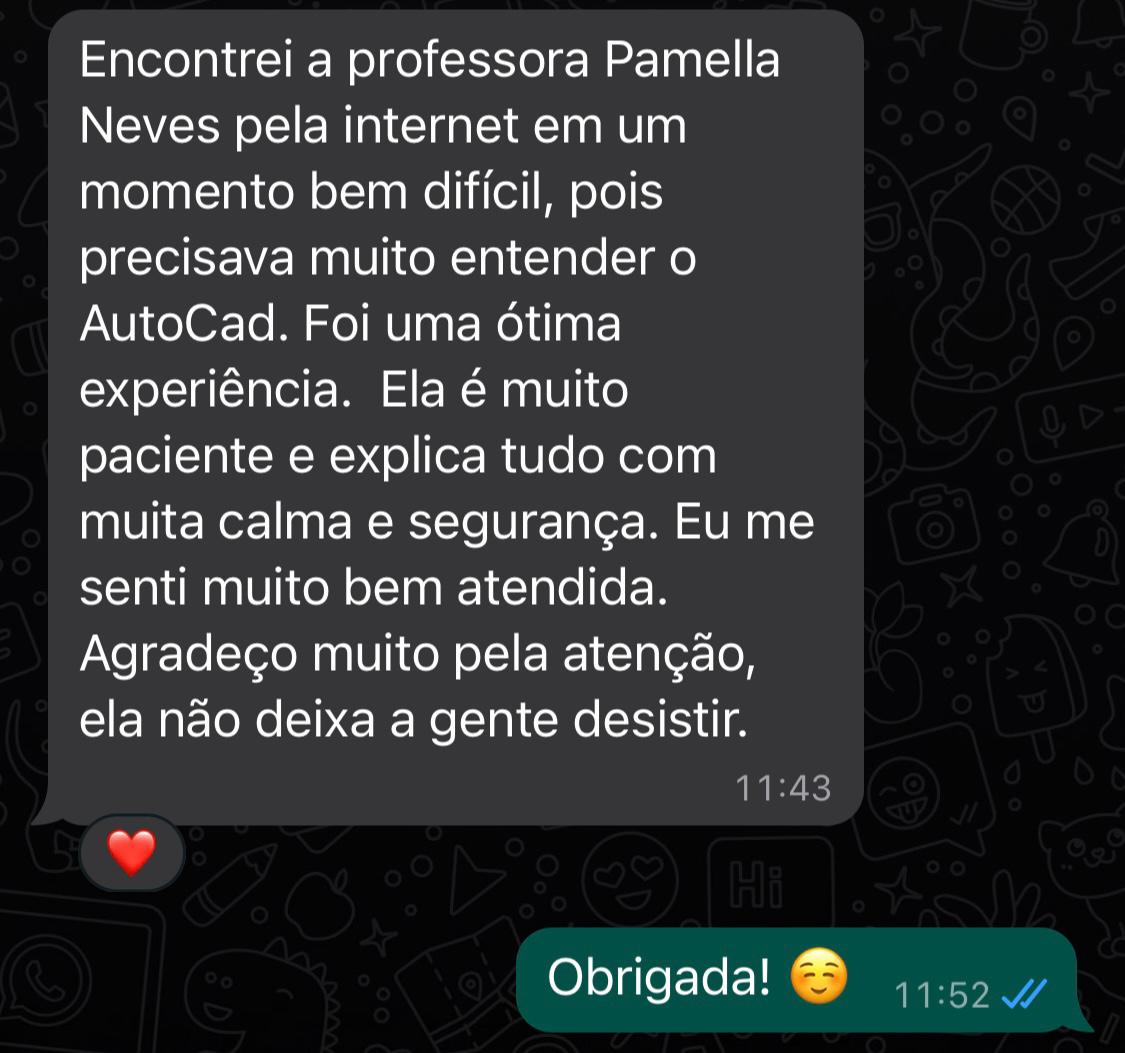 Encontrei a professora Pamella
Neves pela internet em um
momento bem difícil, pois
precisava muito entender o
AutoCad. Foi uma ótima
experiência.  Ela é muito
paciente e explica tudo com
muita calma e segurança. Eu me
senti muito bem atendida.
Agradeço muito pela atenção,
ela não deixa a gente desistir.
11:43
❤️
Hi
Obrigada! ☺️ 11:52